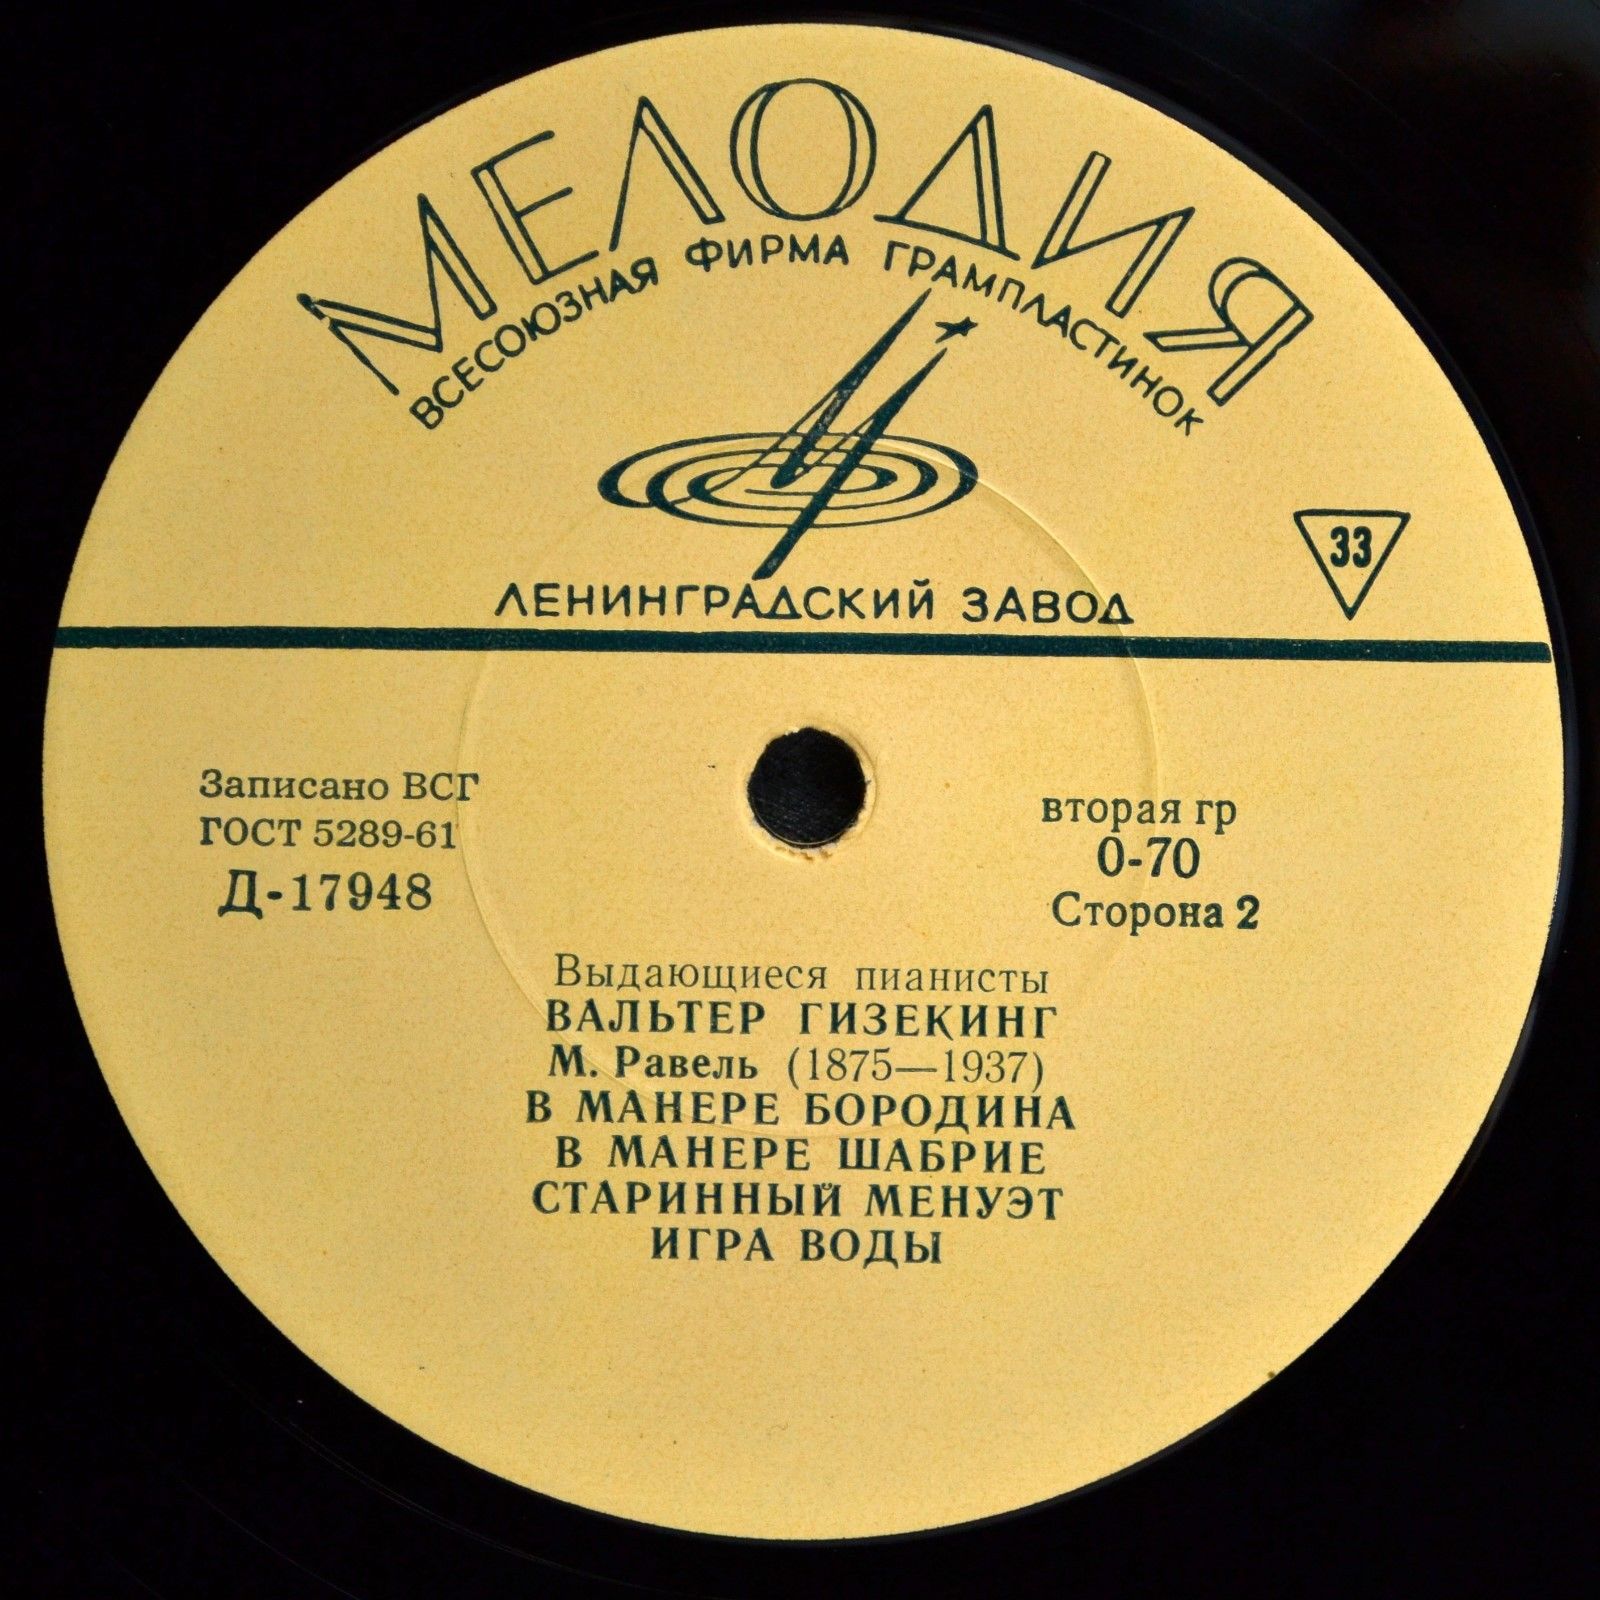 МЕЛОДИЯ
ВСЕСОЮЗНАЯ ФИРМА ГРАМПЛАСТИНОК
33
ЛЕНИНГРАДСКИЙ ЗАВОД
Записано ВСГ
ГОСТ 5289-61
Д-17948
вторая гр
0-70
Сторона 2
Выдающиеся пианисты
ВАЛЬТЕР ГИЗЕКИНГ
М. Равель (1875—1937)
В МАНЕРЕ БОРОДИНА
В МАНЕРЕ ШАБРИЕ
СТАРИННЫЙ МЕНУЭТ
ИГРА ВОДЫ